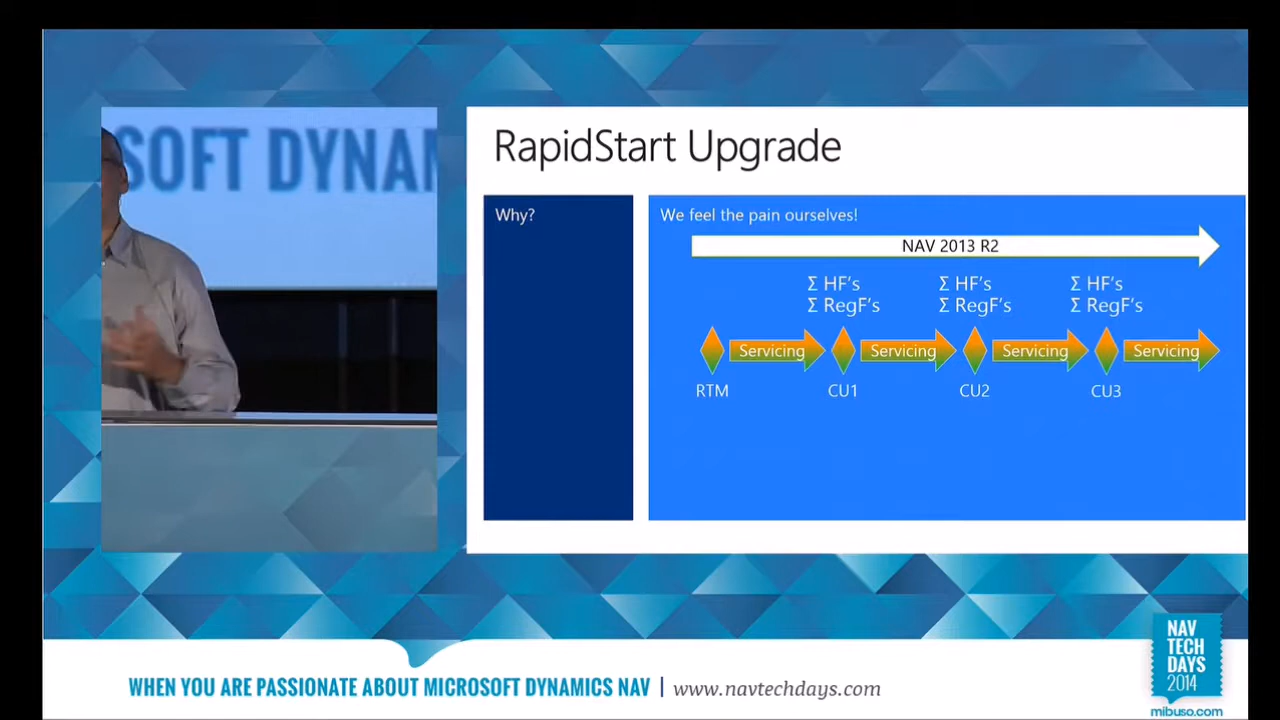 SOFT DYNAM
RapidStart Upgrade
Why?
We feel the pain ourselves!
NAV 2013 R2
Σ HF's Σ HF's Σ HF's
Σ RegF's Σ RegF's Σ RegF's
Servicing Servicing Servicing Servicing
RTM CU1 CU2 CU3
WHEN YOU ARE PASSIONATE ABOUT MICROSOFT DYNAMICS NAV | www.navtechdays.com
NAV
TECH
DAYS
2014
mibuso.com